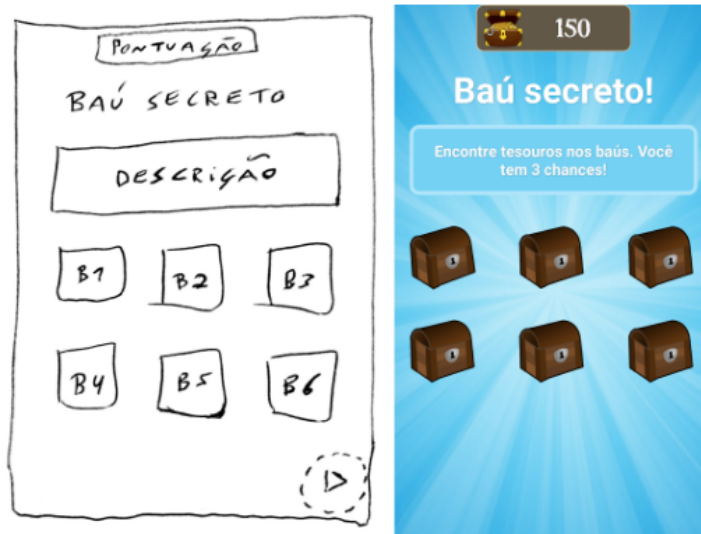 PONTUAÇÃO
BAÚ SECRETO
DESCRIÇÃO
B1
B2
B3
B4
B5
B6
150
Baú secreto!
Encontre tesouros nos baús. Você
tem 3 chances!